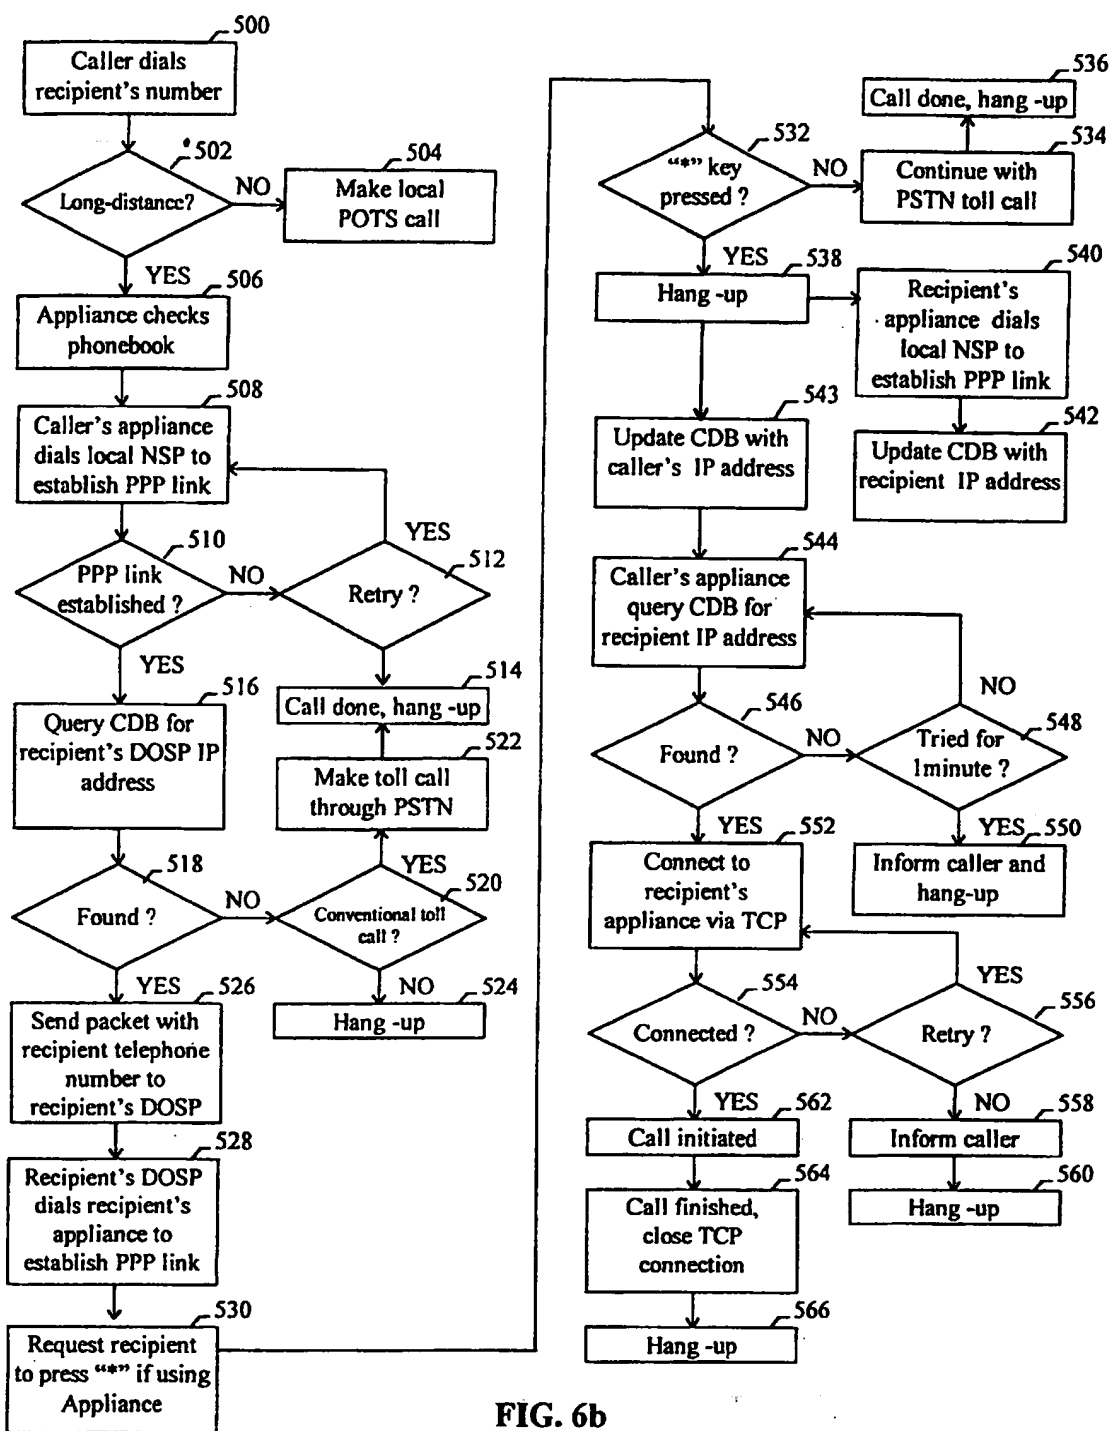 500
Caller dials
recipient's number
502
Long-distance?
NO
504
Make local
POTS call
YES
506
Appliance checks
phonebook
508
Caller's appliance
dials local NSP to
establish PPP link
510
PPP link
established ?
NO
YES
512
Retry ?
YES
514
Call done, hang -up
516
Query CDB for
recipient's DOSP IP
address
522
Make toll call
through PSTN
518
Found ?
NO
YES
520
Conventional toll
call ?
YES
NO
524
Hang -up
526
Send packet with
recipient telephone
number to
recipient's DOSP
528
Recipient's DOSP
dials recipient's
appliance to
establish PPP link
530
Request recipient
to press “*” if using
Appliance
532
“*” key
pressed ?
NO
534
Continue with
PSTN toll call
536
Call done, hang -up
YES
538
Hang -up
540
Recipient's
appliance dials
local NSP to
establish PPP link
542
Update CDB with
recipient IP address
543
Update CDB with
caller's IP address
544
Caller's appliance
query CDB for
recipient IP address
546
Found ?
NO
548
Tried for
1minute ?
NO
YES
550
Inform caller and
hang-up
YES
552
Connect to
recipient's
appliance via TCP
554
Connected ?
NO
556
Retry ?
YES
NO
558
Inform caller
560
Hang -up
YES
562
Call initiated
564
Call finished,
close TCP
connection
566
Hang -up
FIG. 6b